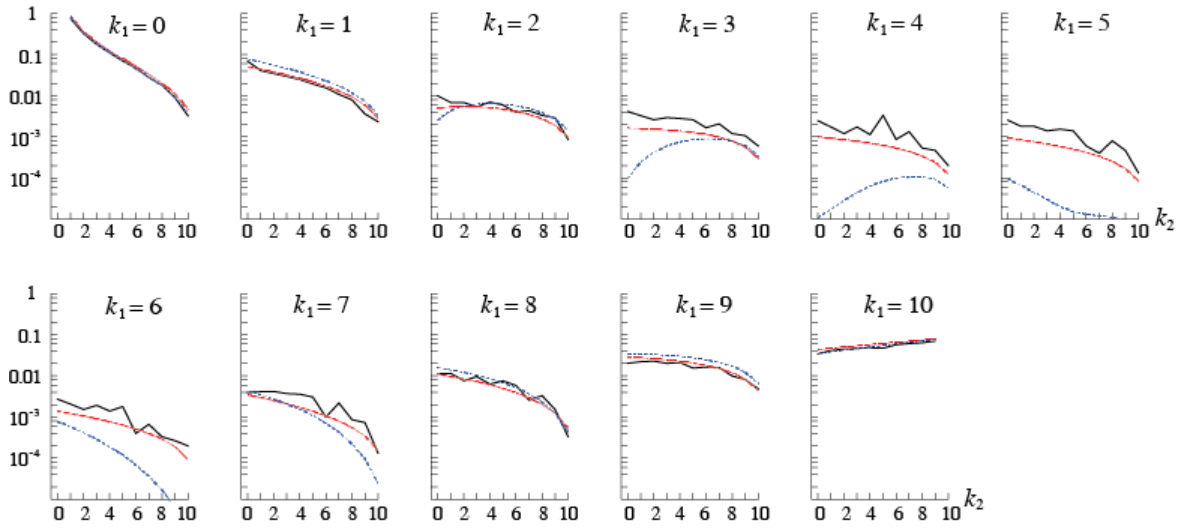 k₁= 0 k₁= 1 k₁= 2 k₁= 3 k₁= 4 k₁= 5
1
0.1
0.01
10⁻³
10⁻⁴
0 2 4 6 8 10 0 2 4 6 8 10 0 2 4 6 8 10 0 2 4 6 8 10 0 2 4 6 8 10 0 2 4 6 8 10 k₂
k₁= 6 k₁= 7 k₁= 8 k₁= 9 k₁= 10
1
0.1
0.01
10⁻³
10⁻⁴
0 2 4 6 8 10 0 2 4 6 8 10 0 2 4 6 8 10 0 2 4 6 8 10 0 2 4 6 8 10 k₂